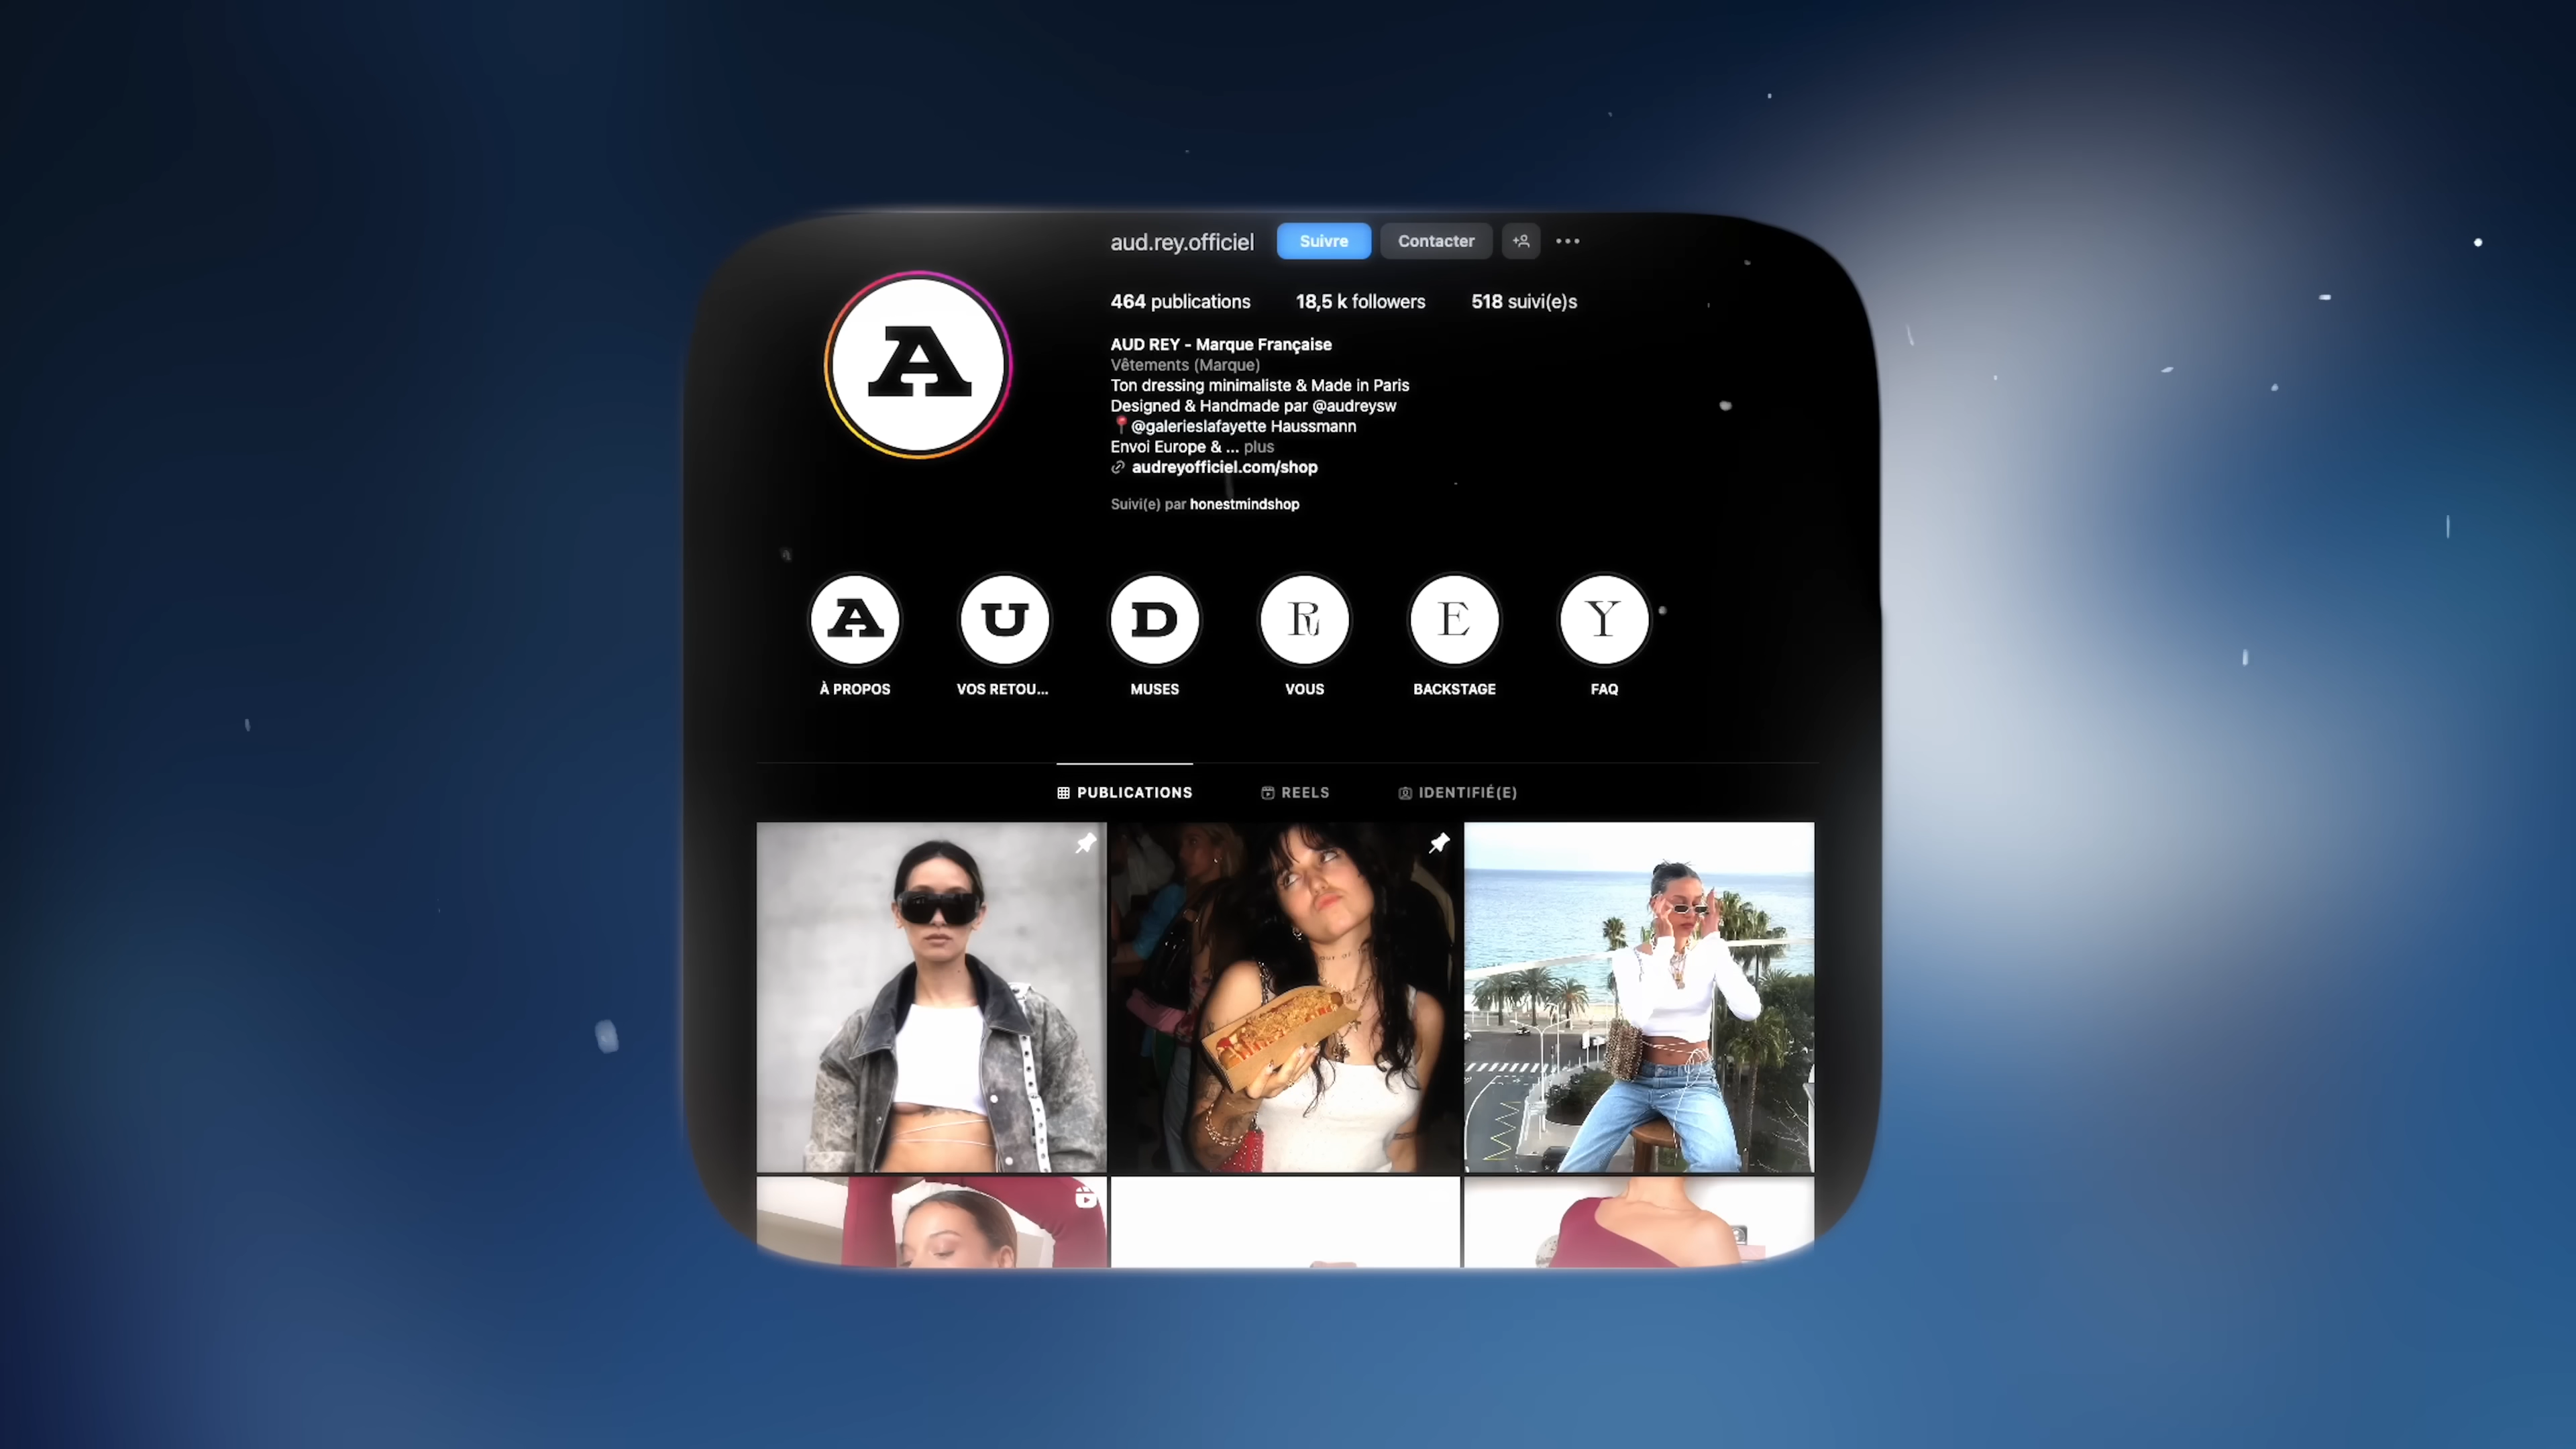 aud.rey.officiel Suivre Contacter
464 publications 18,5 k followers 518 suivi(e)s
A
AUD REY - Marque Française
Vêtements (Marque)
Ton dressing minimaliste & Made in Paris
Designed & Handmade par @audreysw
📍@galerieslafayette Haussmann
Envoi Europe & ... plus
audreyofficiel.com/shop
Suivi(e) par honestmindshop
A U D R E Y
À PROPOS VOS RETOU... MUSES VOUS BACKSTAGE FAQ
PUBLICATIONS REELS IDENTIFIÉ(E)